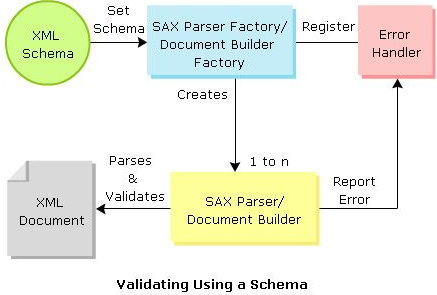 XML
Schema
Set
Schema
SAX Parser Factory/
Document Builder
Factory
Register
Error
Handler
Creates
1 to n
Parses
&
Validates
Report
Error
XML
Document
SAX Parser/
Document Builder
Validating Using a Schema